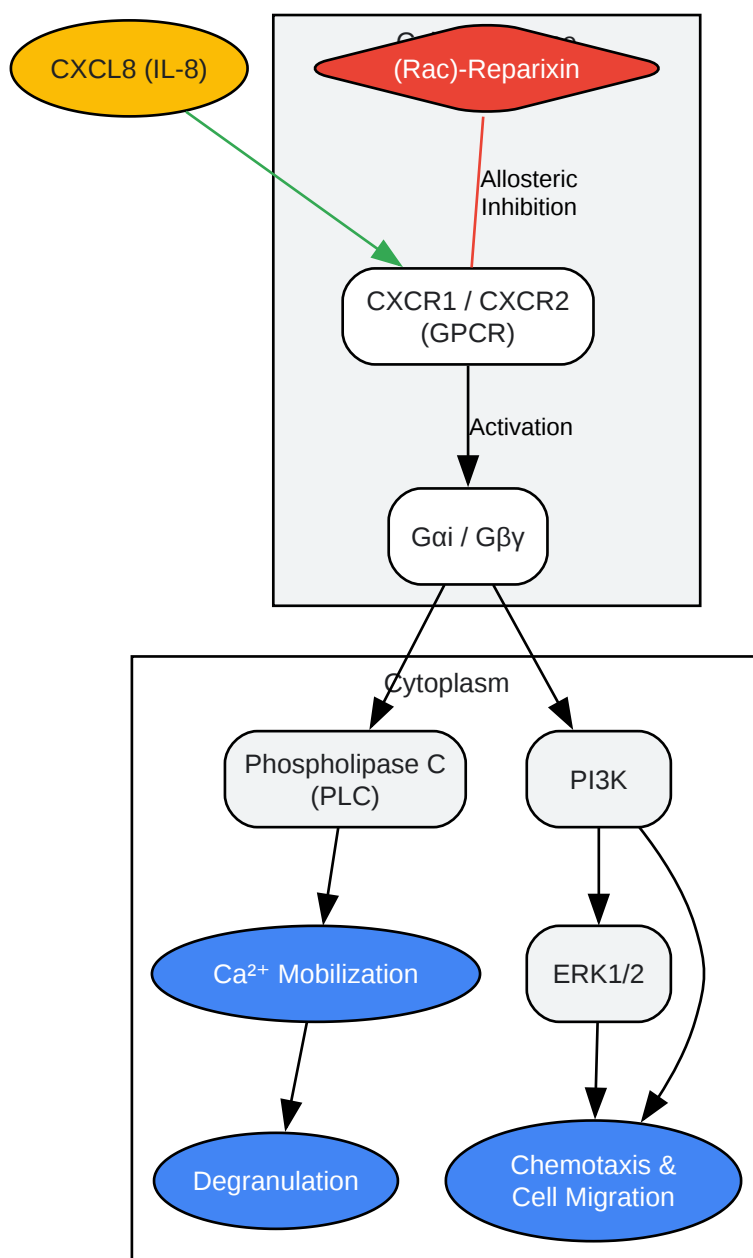 CXCL8 (IL-8)
(Rac)-Reparixin
Allosteric
Inhibition
CXCR1 / CXCR2
(GPCR)
Activation
Gαi / Gβγ
Cytoplasm
Phospholipase C
(PLC)
PI3K
Ca²⁺ Mobilization
ERK1/2
Degranulation
Chemotaxis &
Cell Migration